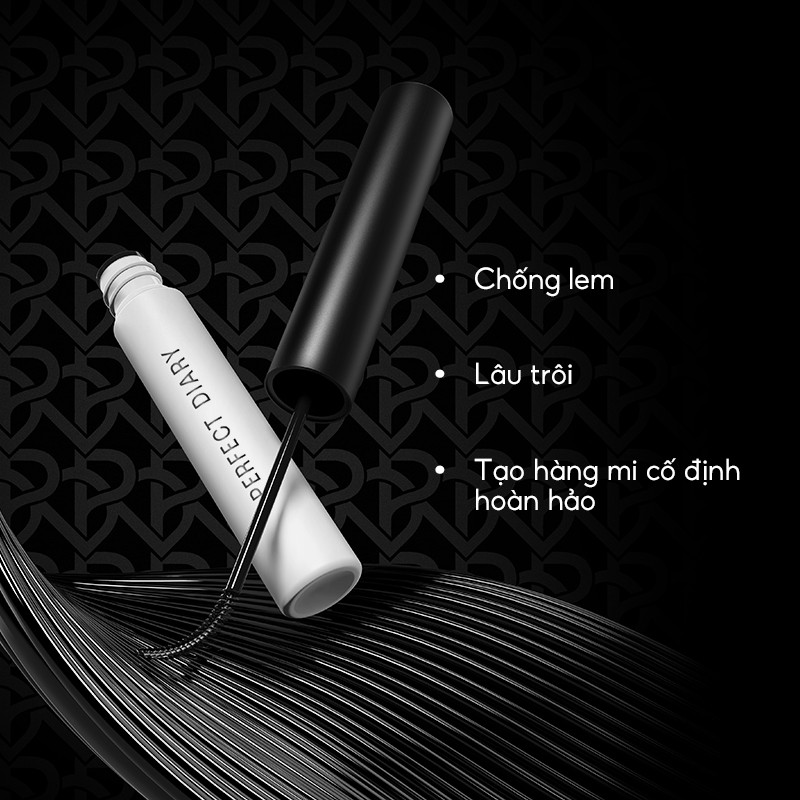 PERFECT DIARY
• Chống lem
• Lâu trôi
• Tạo hàng mi cố định
hoàn hảo